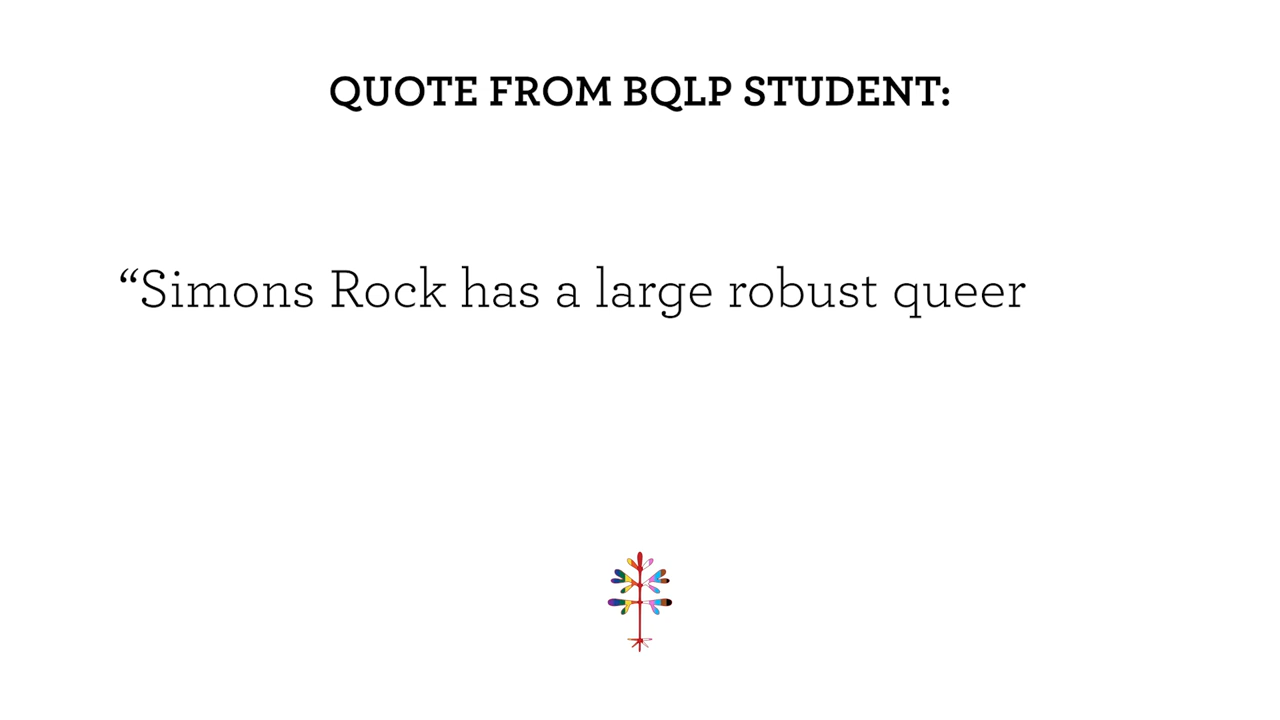 QUOTE FROM BQLP STUDENT:
“Simons Rock has a large robust queer